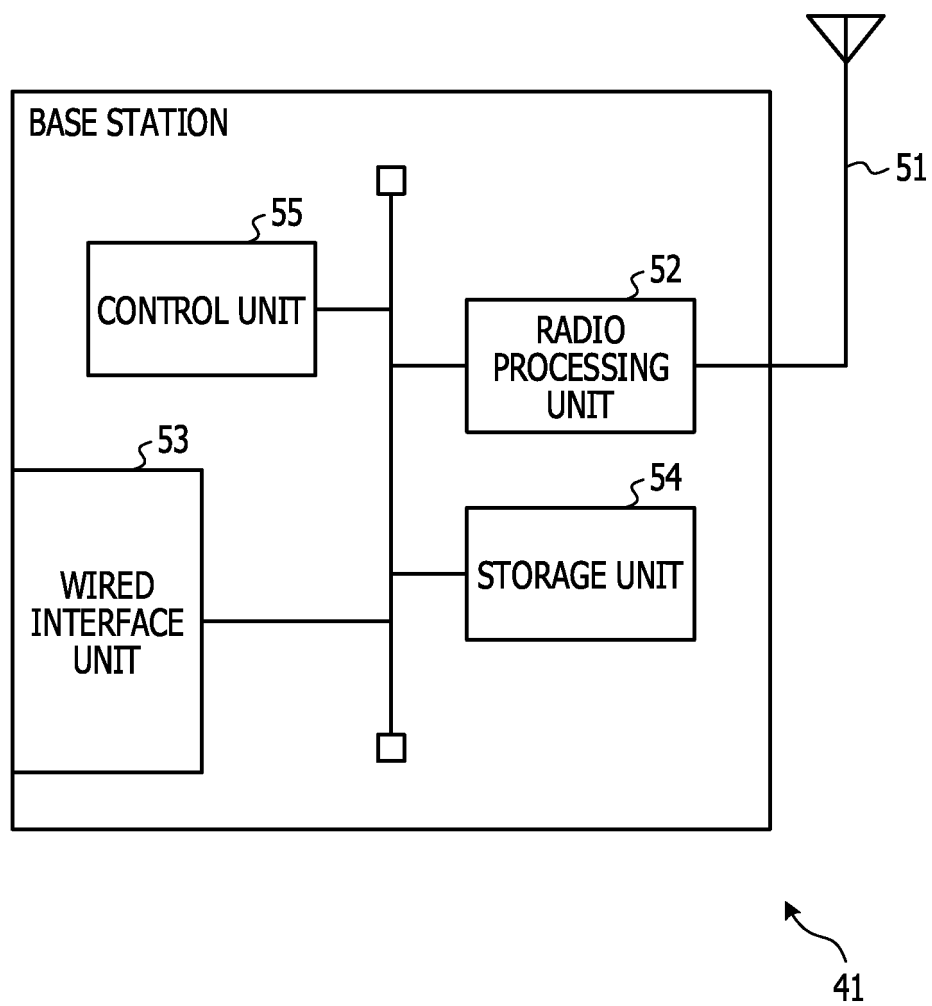 BASE STATION
51
55
CONTROL UNIT
52
RADIO
PROCESSING
UNIT
53
WIRED
INTERFACE
UNIT
54
STORAGE UNIT
41